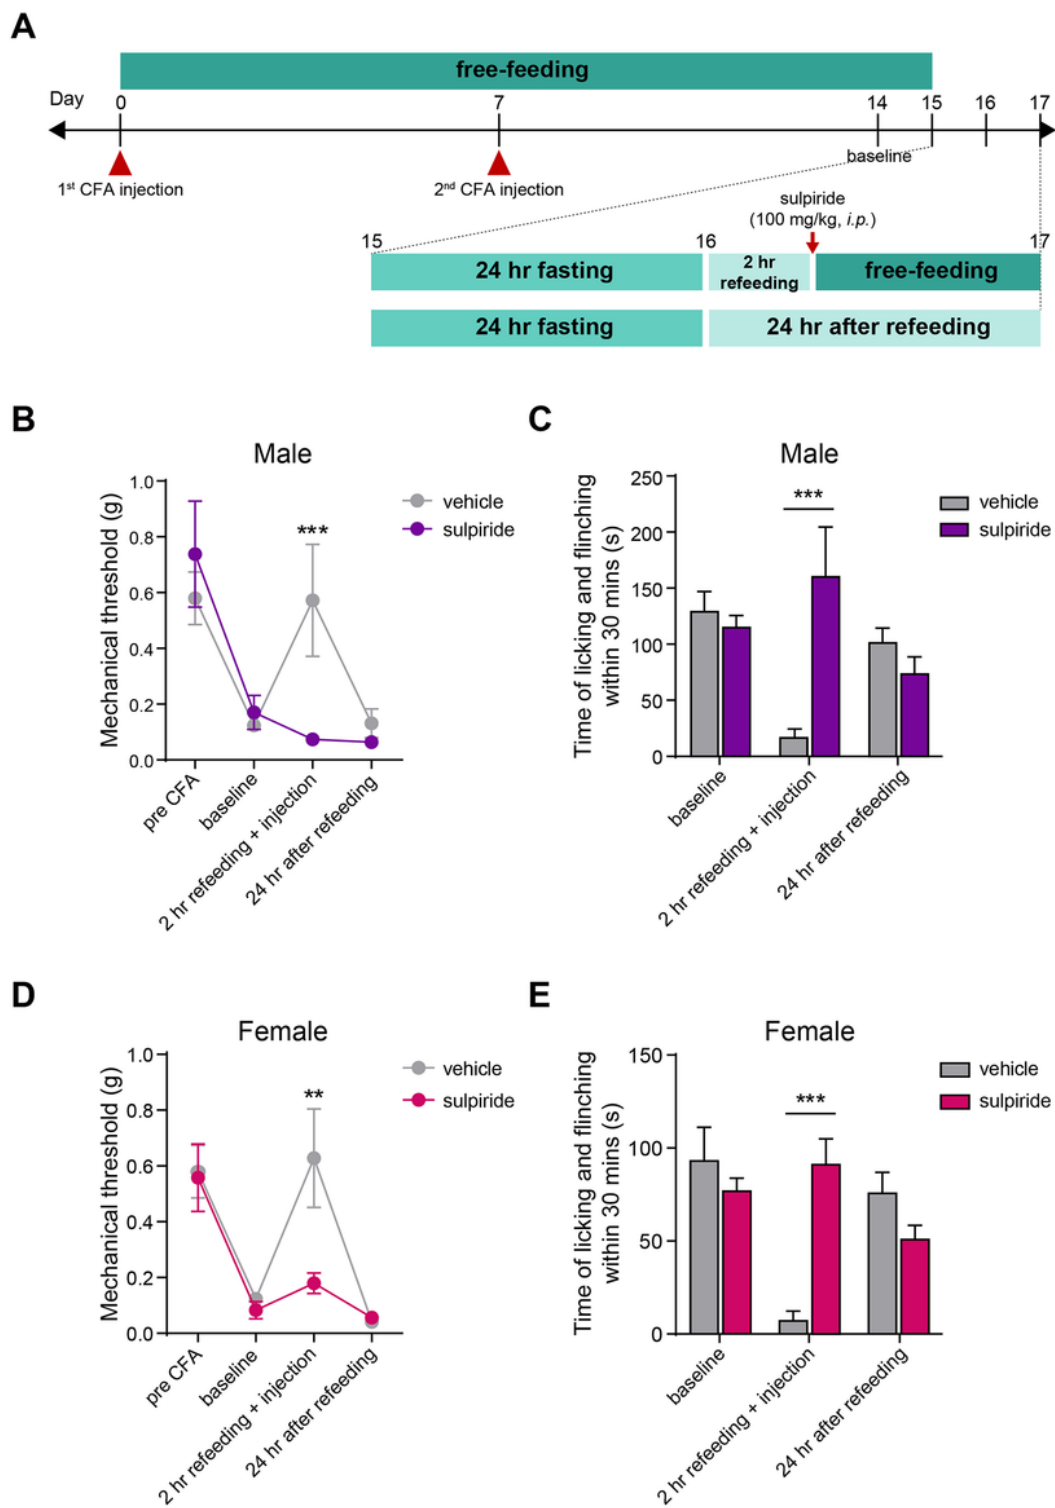 A
free-feeding
Day 0 7 14 15 16 17
baseline
1st CFA injection
2nd CFA injection
sulpiride
(100 mg/kg, i.p.)
15 16 17
24 hr fasting
2 hr
refeeding
free-feeding
24 hr fasting
24 hr after refeeding
B
Male
Mechanical threshold (g)
1.0
0.8
0.6
0.4
0.2
0.0
***
vehicle
sulpiride
pre CFA
baseline
2 hr refeeding + injection
24 hr after refeeding
C
Male
Time of licking and flinching
within 30 mins (s)
250
200
150
100
50
0
***
vehicle
sulpiride
baseline
2 hr refeeding + injection
24 hr after refeeding
D
Female
Mechanical threshold (g)
1.0
0.8
0.6
0.4
0.2
0.0
**
vehicle
sulpiride
pre CFA
baseline
2 hr refeeding + injection
24 hr after refeeding
E
Female
Time of licking and flinching
within 30 mins (s)
150
100
50
0
***
vehicle
sulpiride
baseline
2 hr refeeding + injection
24 hr after refeeding